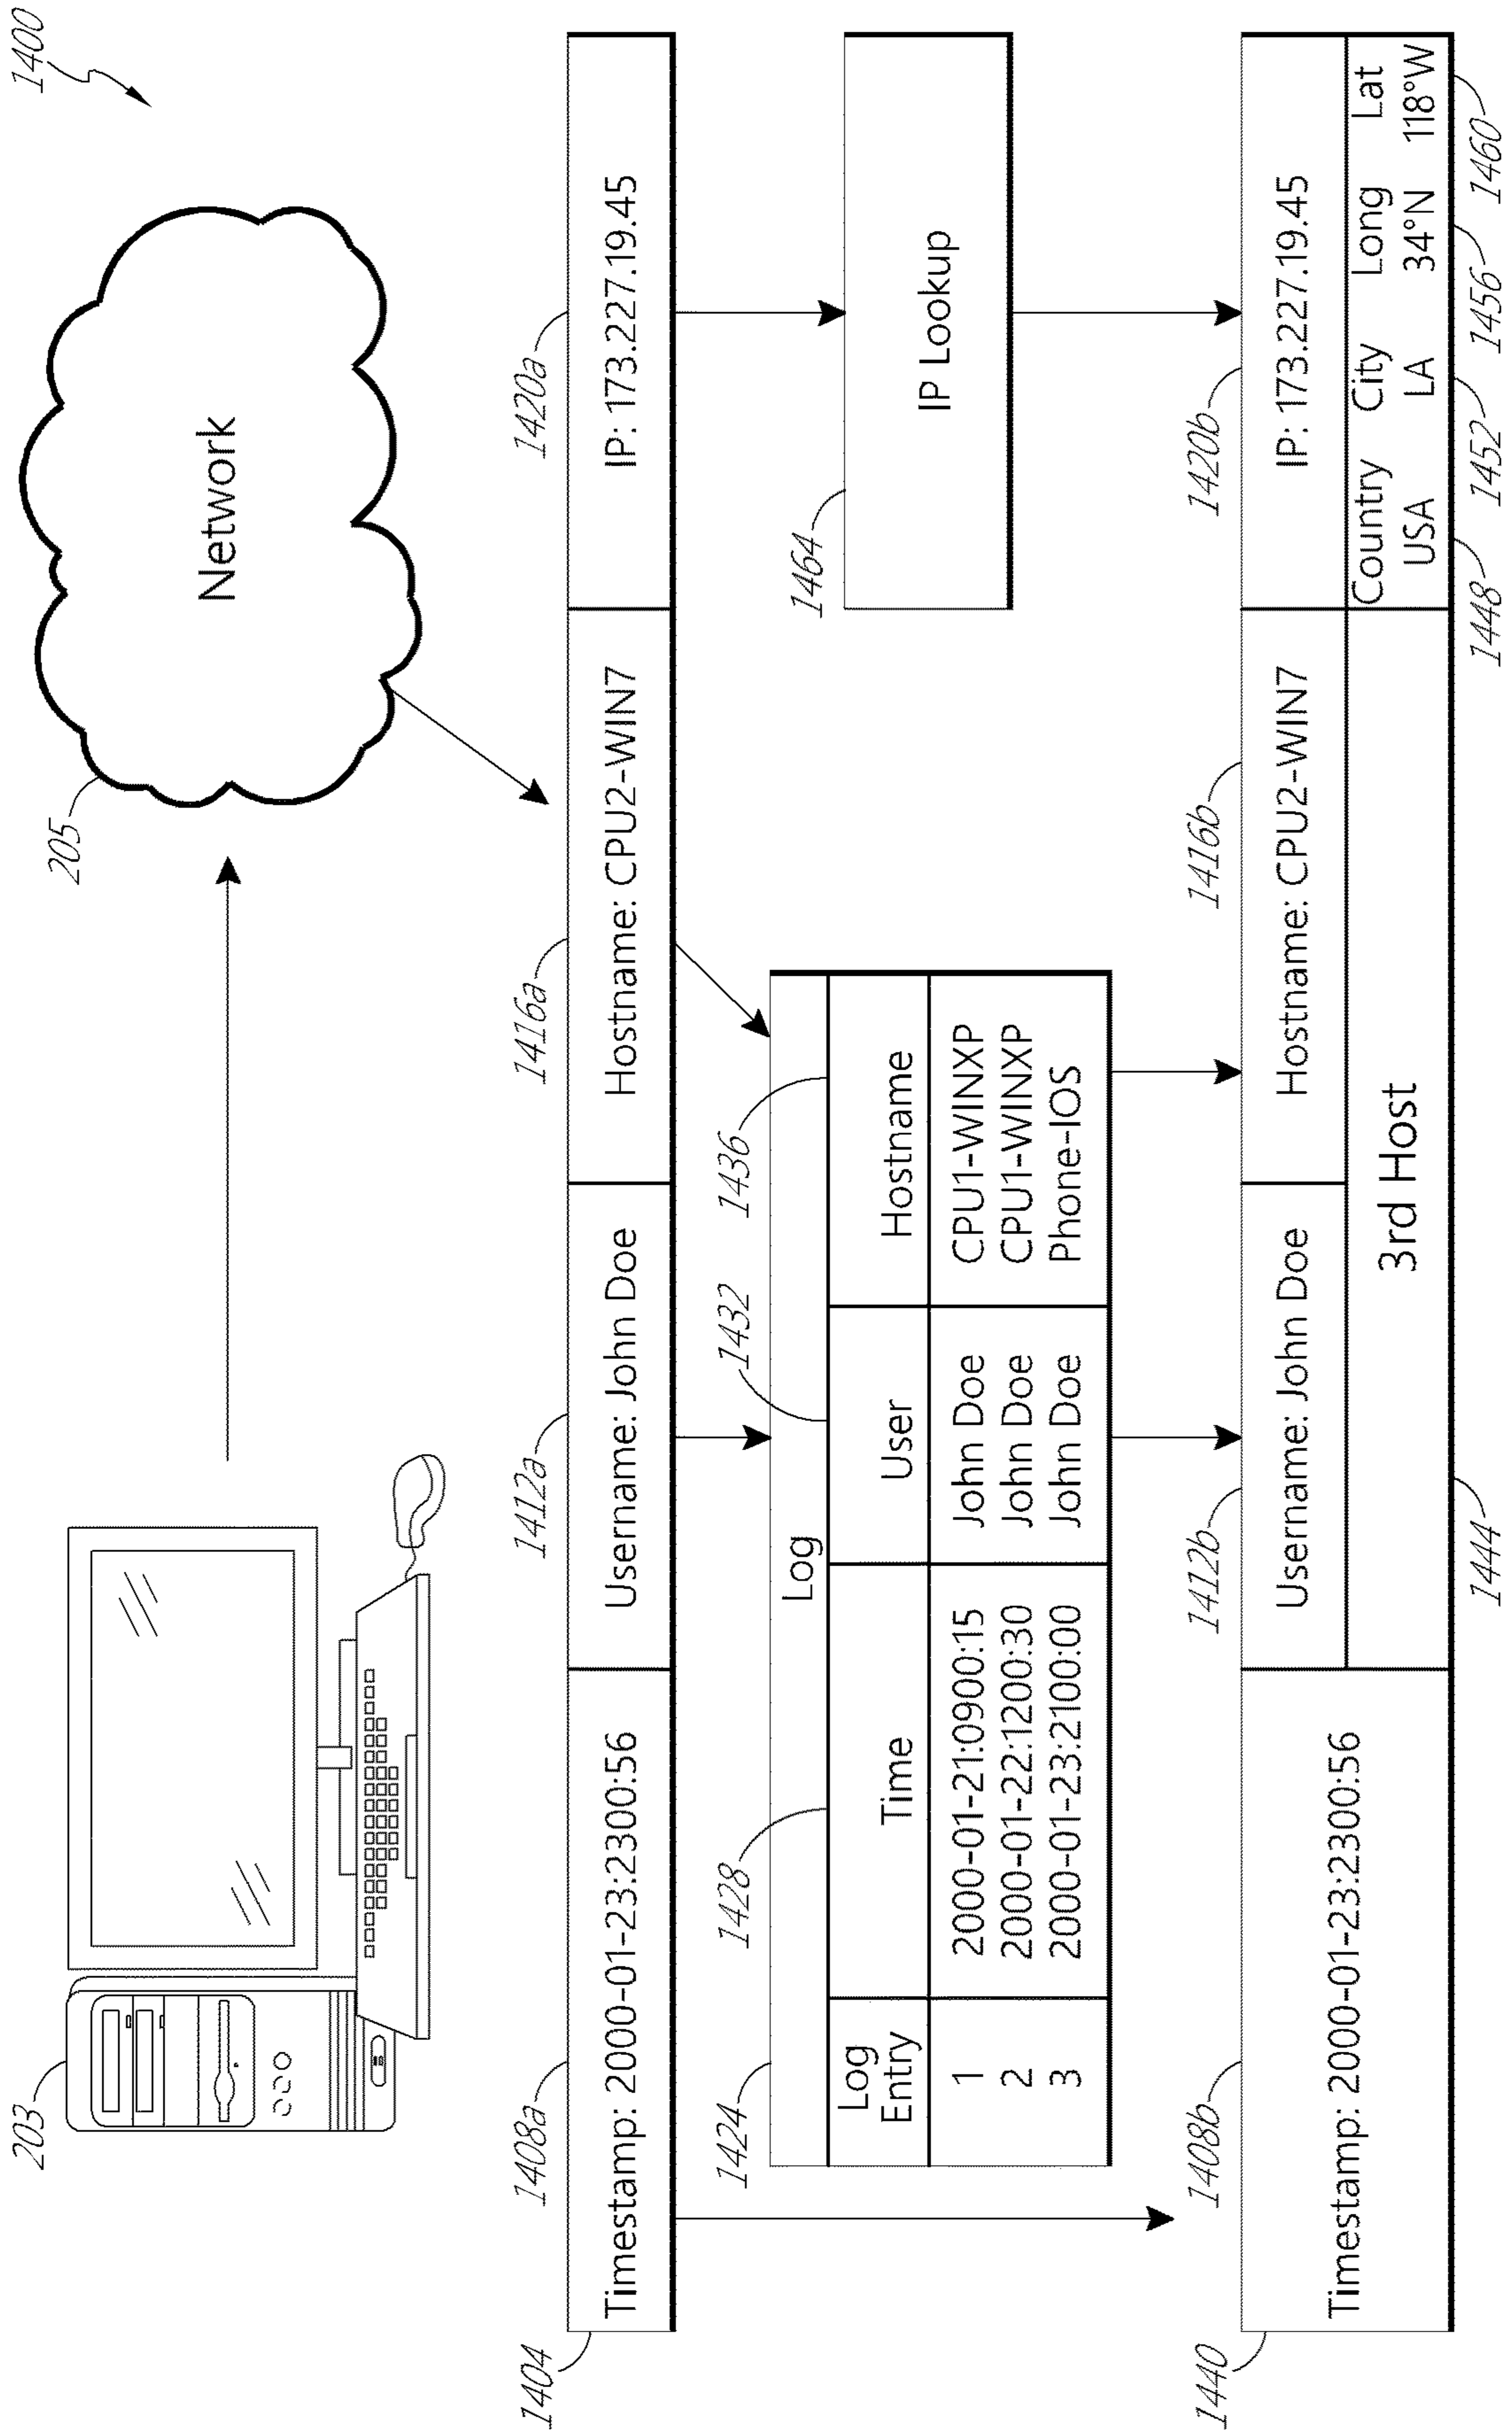 1400
203
205
Network
1404
1408a
1412a
1416a
1420a
Timestamp: 2000-01-23:2300:56
Username: John Doe
Hostname: CPU2-WIN7
IP: 173.227.19.45
1424
1428
1432
1436
1464
Log
Log Entry
Time
User
Hostname
1
2000-01-21:0900:15
John Doe
CPU1-WINXP
2
2000-01-22:1200:30
John Doe
CPU1-WINXP
3
2000-01-23:2100:00
John Doe
Phone-IOS
IP Lookup
1440
1408b
1412b
1416b
1420b
Timestamp: 2000-01-23:2300:56
Username: John Doe
Hostname: CPU2-WIN7
IP: 173.227.19.45
3rd Host
Country City Long Lat
USA LA 34°N 118°W
1444
1448
1452
1456
1460